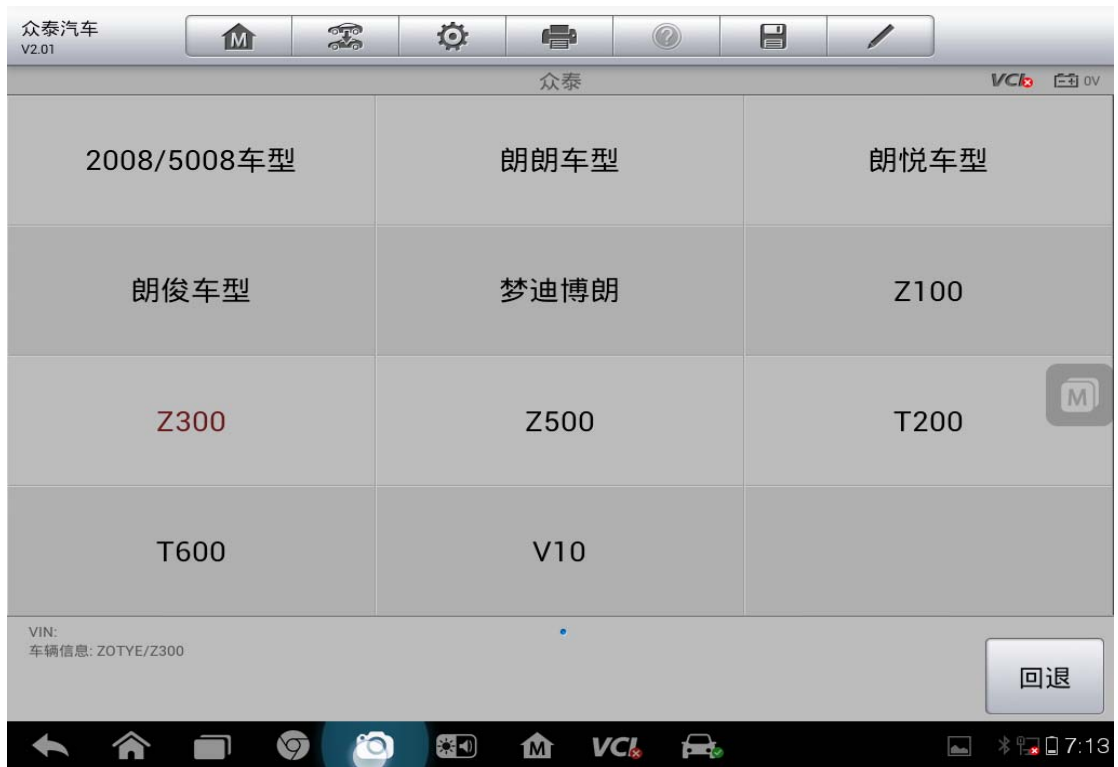 众泰汽车
V2.01
M
众泰
VCI
0V
2008/5008车型
朗朗车型
朗悦车型
朗俊车型
梦迪博朗
Z100
Z300
Z500
T200
M
T600
V10
VIN:
车辆信息: ZOTYE/Z300
回退
M
VCI
7:13